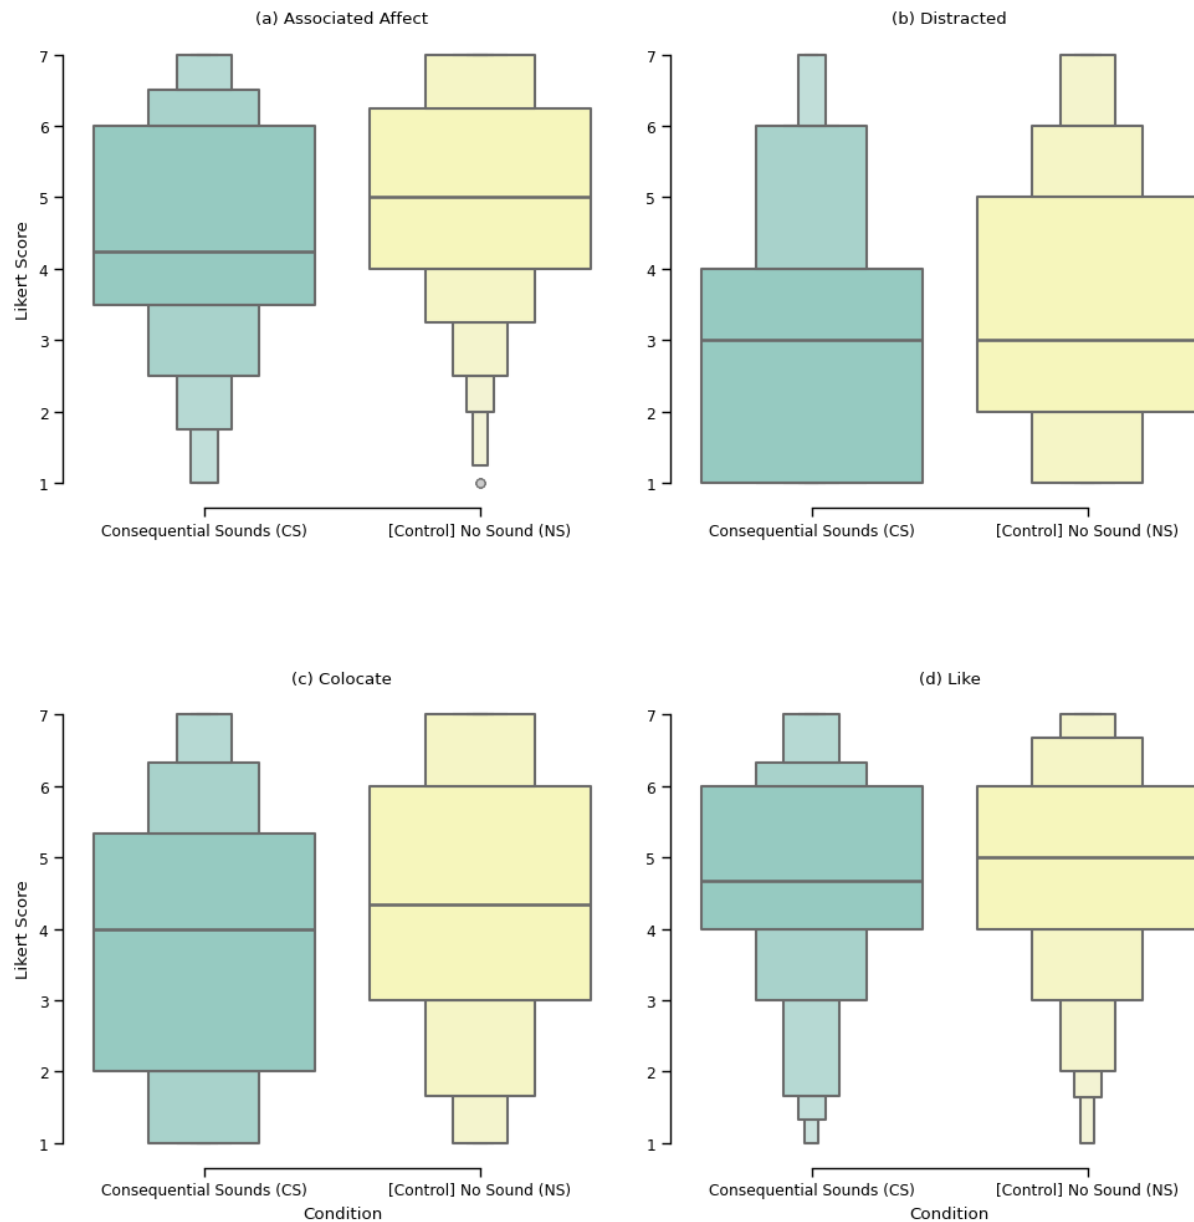 (a) Associated Affect
(b) Distracted
7
6
5
4
3
2
1
Likert Score
7
6
5
4
3
2
1
Consequential Sounds (CS)
[Control] No Sound (NS)
Consequential Sounds (CS)
[Control] No Sound (NS)
(c) Colocate
(d) Like
7
6
5
4
3
2
1
Likert Score
7
6
5
4
3
2
1
Consequential Sounds (CS)
[Control] No Sound (NS)
Condition
Consequential Sounds (CS)
[Control] No Sound (NS)
Condition